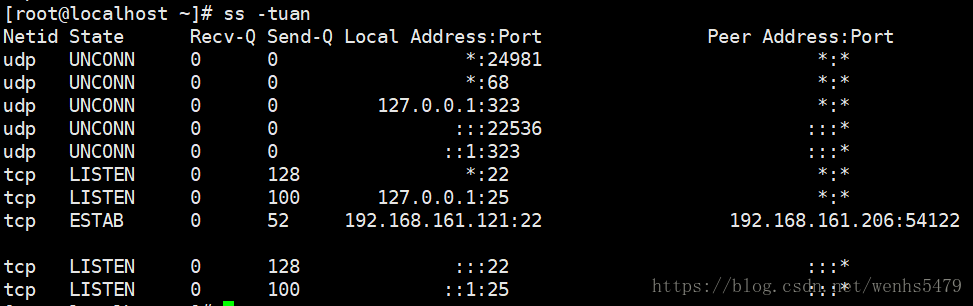 [root@localhost ~]# ss -tuan
Netid State Recv-Q Send-Q Local Address:Port Peer Address:Port
udp UNCONN 0 0 *:24981 *:*
udp UNCONN 0 0 *:68 *:*
udp UNCONN 0 0 127.0.0.1:323 *:*
udp UNCONN 0 0 :::22536 :::*
udp UNCONN 0 0 ::1:323 :::*
tcp LISTEN 0 128 *:22 *:*
tcp LISTEN 0 100 127.0.0.1:25 *:*
tcp ESTAB 0 52 192.168.161.121:22 192.168.161.206:54122
tcp LISTEN 0 128 :::22 :::*
tcp LISTEN 0 100 ::1:25 :::*
https://blog.csdn.net/wenhs5479